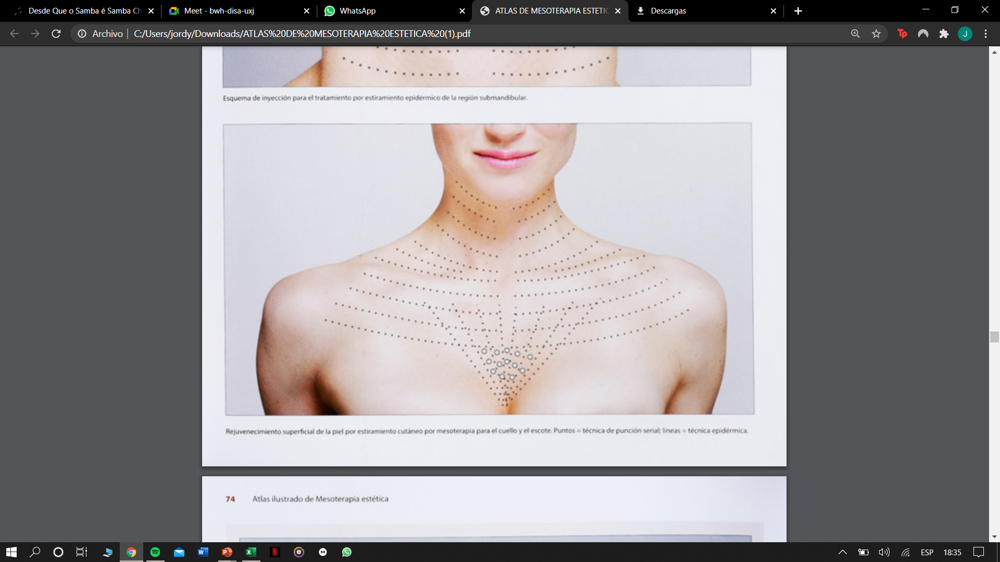 Desde Que o Samba é Samba Ch
Meet - bwh-disa-uxj
WhatsApp
ATLAS DE MESOTERAPIA ESTETIC
Descargas
Archivo
C:/Users/jordy/Downloads/ATLAS%20DE%20MESOTERAPIA%20ESTETICA%20(1).pdf
Tp
J
Esquema de inyección para el tratamiento por estiramiento epidérmico de la región submandibular.
Rejuvenecimiento superficial de la piel por estiramiento cutáneo por mesoterapia para el cuello y el escote. Puntos = técnica de punción serial; líneas = técnica epidérmica.
74 Atlas ilustrado de Mesoterapia estética
ESP
18:35